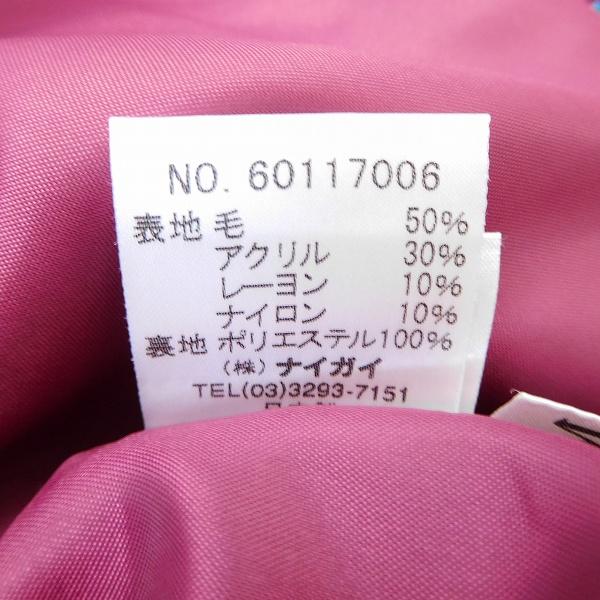 NO. 60117006
表地 毛 50%
アクリル 30%
レーヨン 10%
ナイロン 10%
裏地 ポリエステル100%
(株) ナイガイ
TEL(03)3293-7151